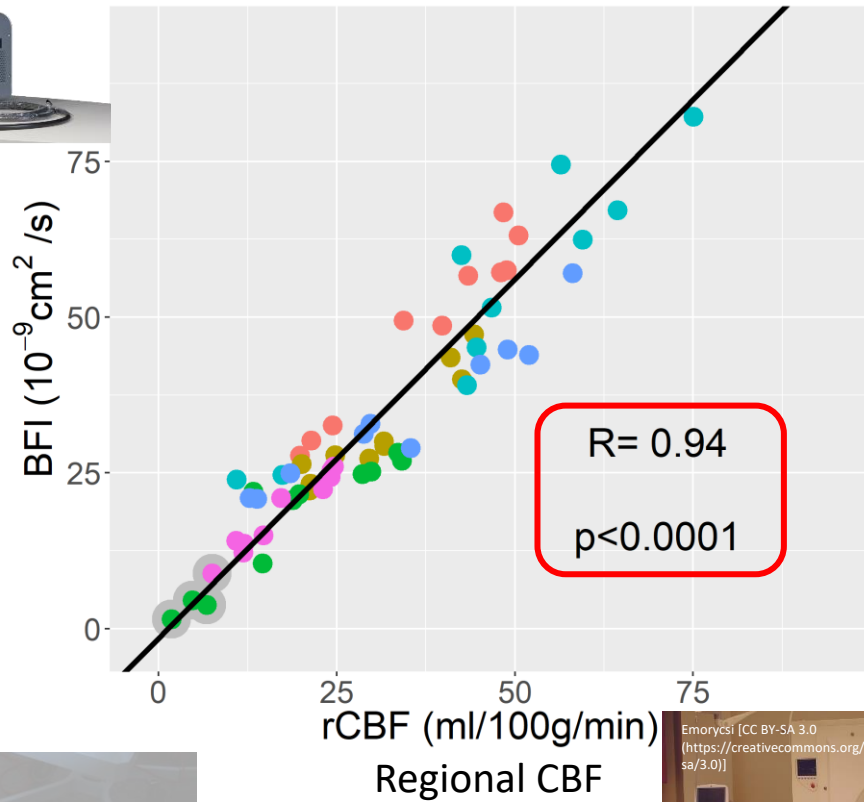 75
50
25
0
BFI (10⁻⁹cm² /s)
R= 0.94
p<0.0001
0 25 50 75
rCBF (ml/100g/min)
Regional CBF
Emorycsi [CC BY-SA 3.0
(https://creativecommons.org/
sa/3.0)]